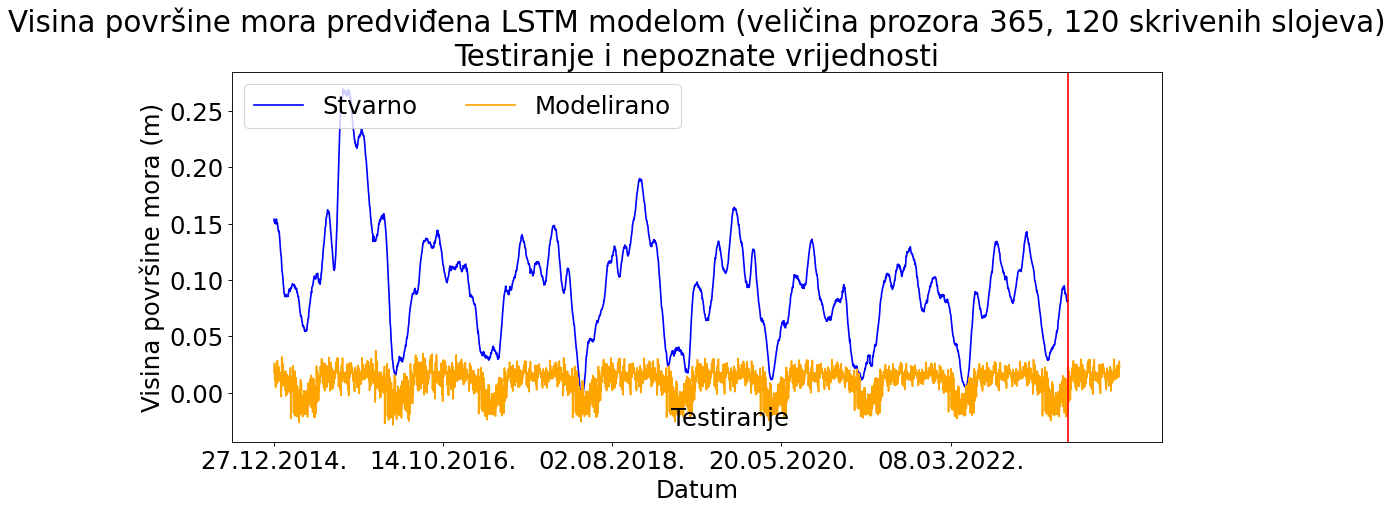 Visina površine mora predviđena LSTM modelom (veličina prozora 365, 120 skrivenih slojeva)
Testiranje i nepoznate vrijednosti
Stvarno
Modelirano
Visina površine mora (m)
0.25
0.20
0.15
0.10
0.05
0.00
Testiranje
27.12.2014.
14.10.2016.
02.08.2018.
20.05.2020.
08.03.2022.
Datum